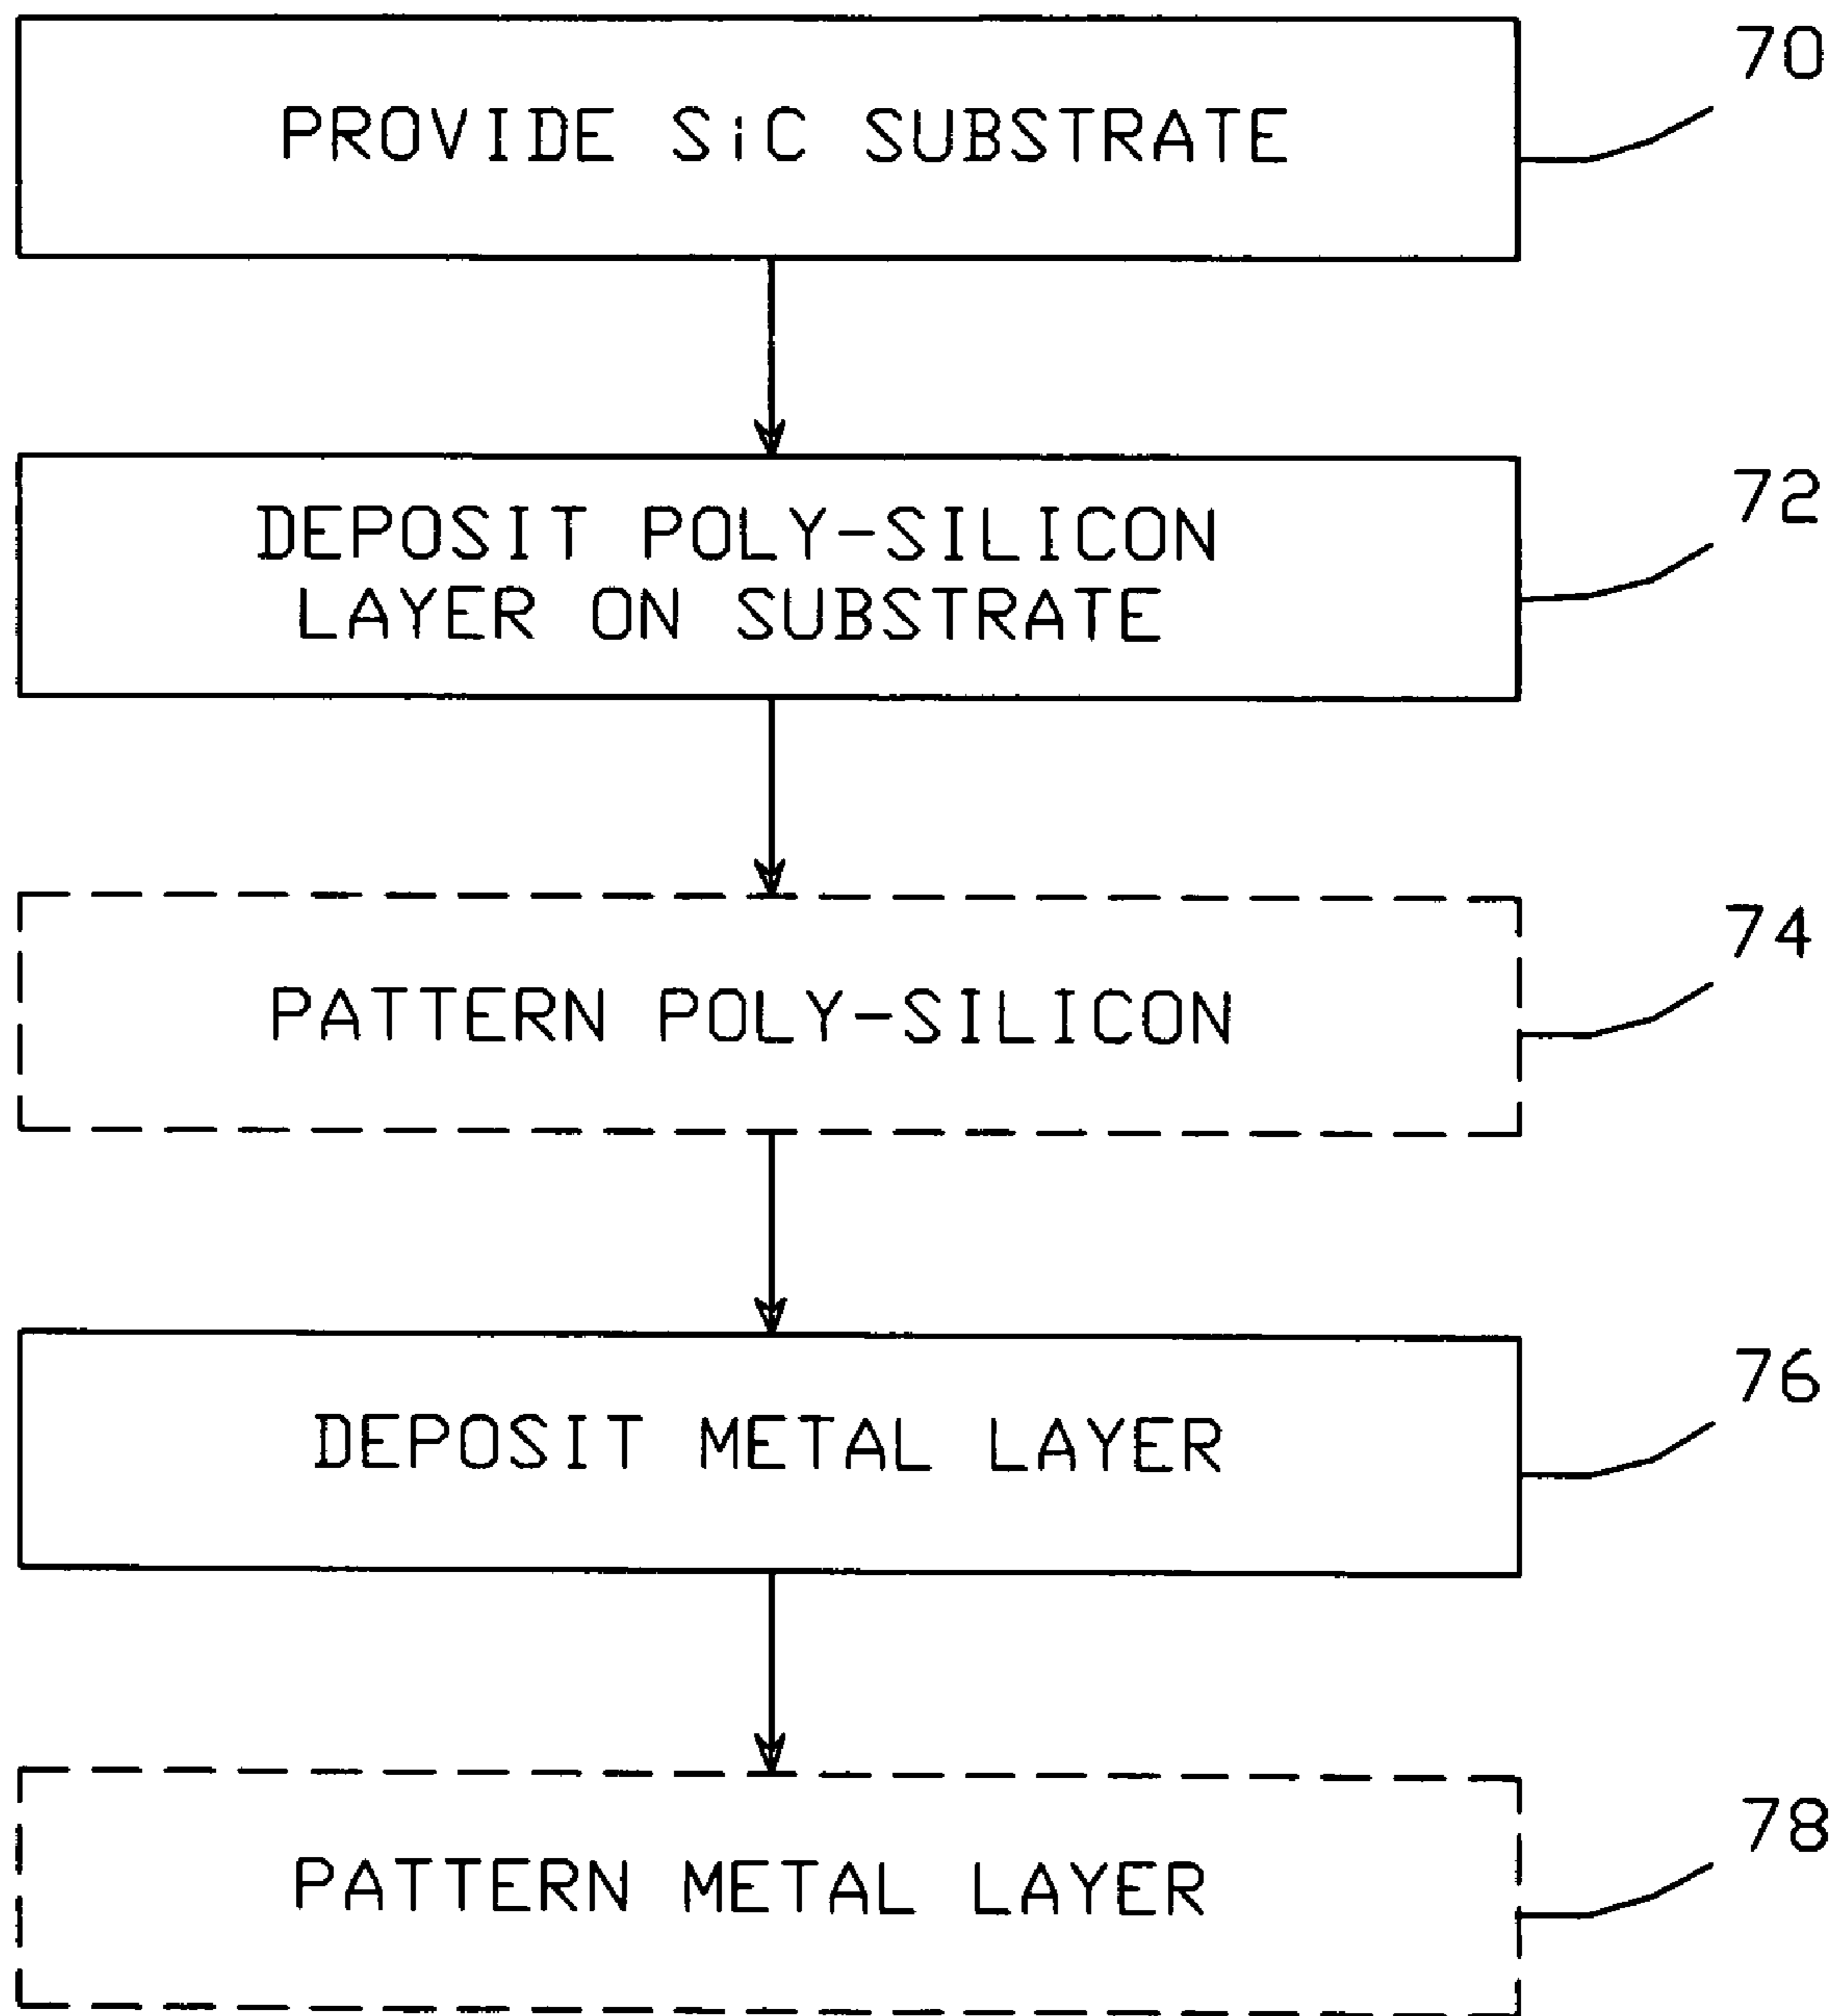 70
PROVIDE SiC SUBSTRATE
72
DEPOSIT POLY-SILICON
LAYER ON SUBSTRATE
74
PATTERN POLY-SILICON
76
DEPOSIT METAL LAYER
78
PATTERN METAL LAYER